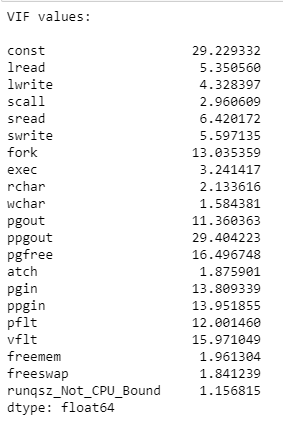 VIF values:
const 29.229332
lread 5.350560
lwrite 4.328397
scall 2.960609
sread 6.420172
swrite 5.597135
fork 13.035359
exec 3.241417
rchar 2.133616
wchar 1.584381
pgout 11.360363
ppgout 29.404223
pgfree 16.496748
atch 1.875901
pgin 13.809339
ppgin 13.951855
pflt 12.001460
vflt 15.971049
freemem 1.961304
freeswap 1.841239
runqsz_Not_CPU_Bound 1.156815
dtype: float64